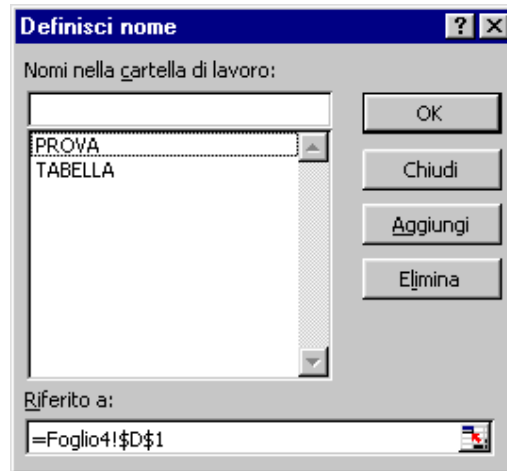 Definisci nome
Nomi nella cartella di lavoro:
OK
PROVA
TABELLA
Chiudi
Aggiungi
Elimina
Riferito a:
=Foglio4!$D$1